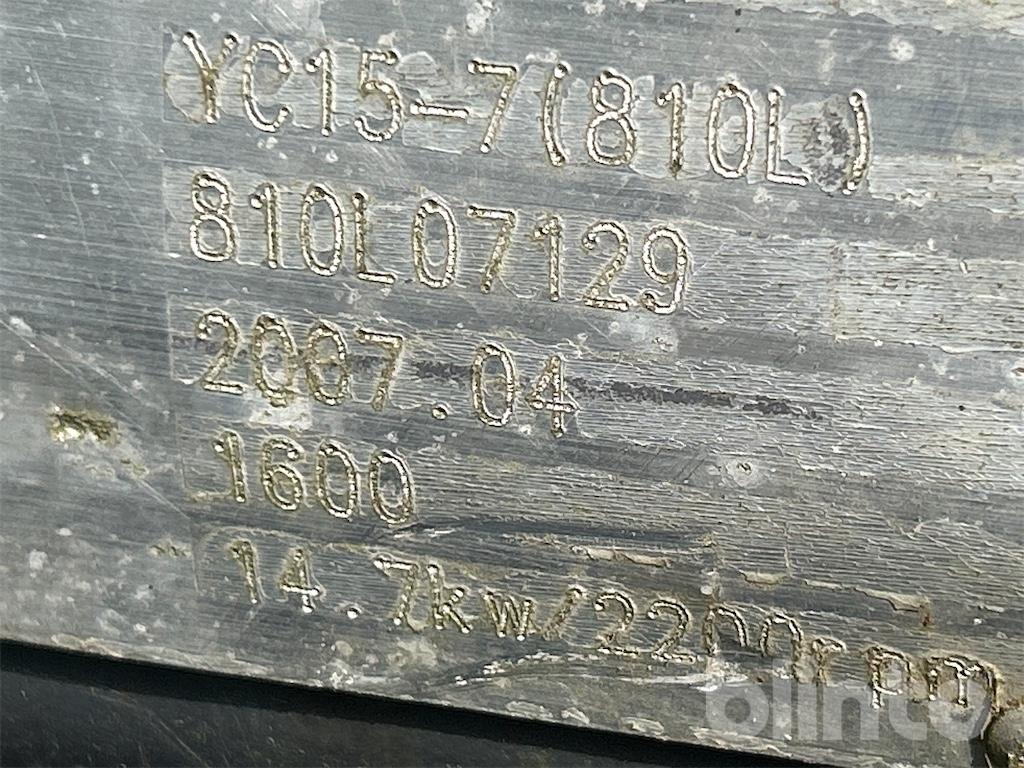 YC15-7(810L)
810L07129
2007.04
1600
14.7kw/2200rpm
blinto